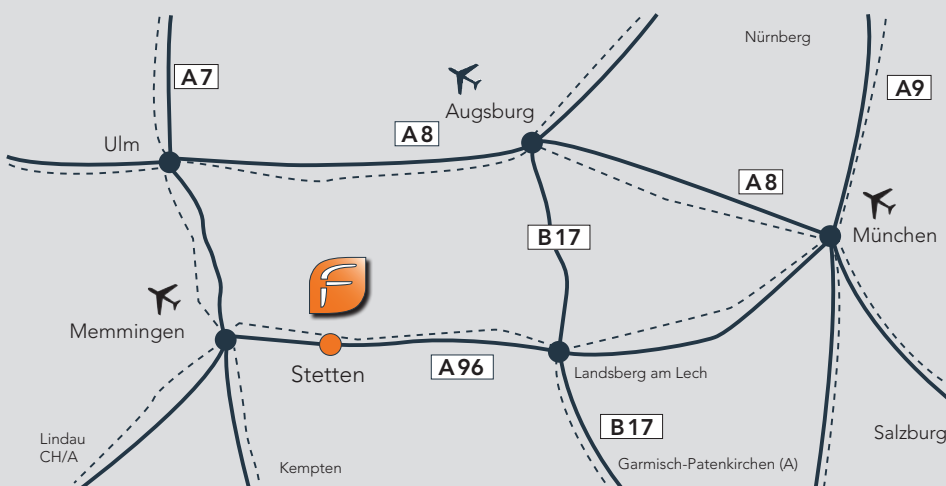 Nürnberg
A7
A9
Augsburg
A8
Ulm
A8
B17
München
F
Memmingen
Stetten
A96
Landsberg am Lech
B17
Salzburg
Lindau
CH/A
Kempten
Garmisch-Patenkirchen (A)